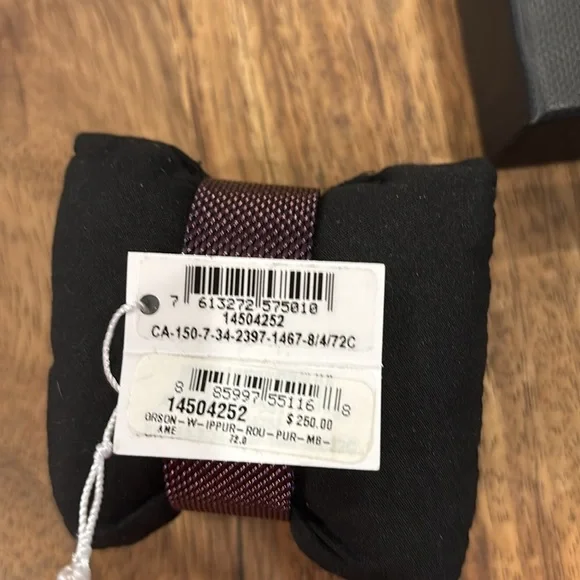 7 613272 575010
14504252
CA-150-7-34-2397-1467-8/4/72C
8 85997 55116 8
14504252 $ 250.00
ORSON-W-IPPUR-ROU-PUR-MB-
AME 72.0